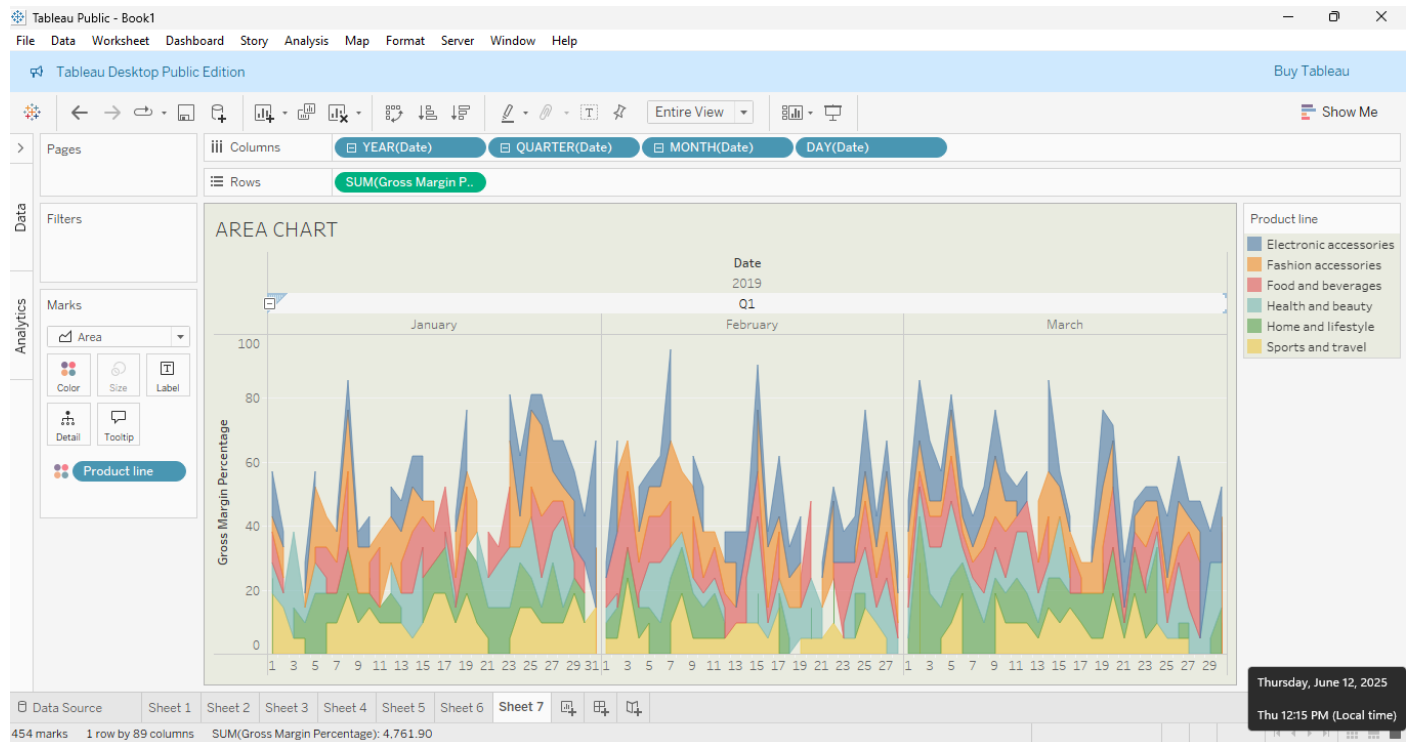 Tableau Public - Book1
File Data Worksheet Dashboard Story Analysis Map Format Server Window Help
Tableau Desktop Public Edition
Buy Tableau
Entire View
Show Me
Pages
Columns
YEAR(Date)
QUARTER(Date)
MONTH(Date)
DAY(Date)
Rows
SUM(Gross Margin P..
Data
Analytics
Filters
Marks
Area
Color
Size
Label
Detail
Tooltip
Product line
AREA CHART
Date
2019
Q1
January
February
March
Gross Margin Percentage
100
80
60
40
20
0
1 3 5 7 9 11 13 15 17 19 21 23 25 27 29 31
1 3 5 7 9 11 13 15 17 19 21 23 25 27
1 3 5 7 9 11 13 15 17 19 21 23 25 27 29
Product line
Electronic accessories
Fashion accessories
Food and beverages
Health and beauty
Home and lifestyle
Sports and travel
Thursday, June 12, 2025
Thu 12:15 PM (Local time)
Data Source
Sheet 1
Sheet 2
Sheet 3
Sheet 4
Sheet 5
Sheet 6
Sheet 7
454 marks
1 row by 89 columns
SUM(Gross Margin Percentage): 4,761.90